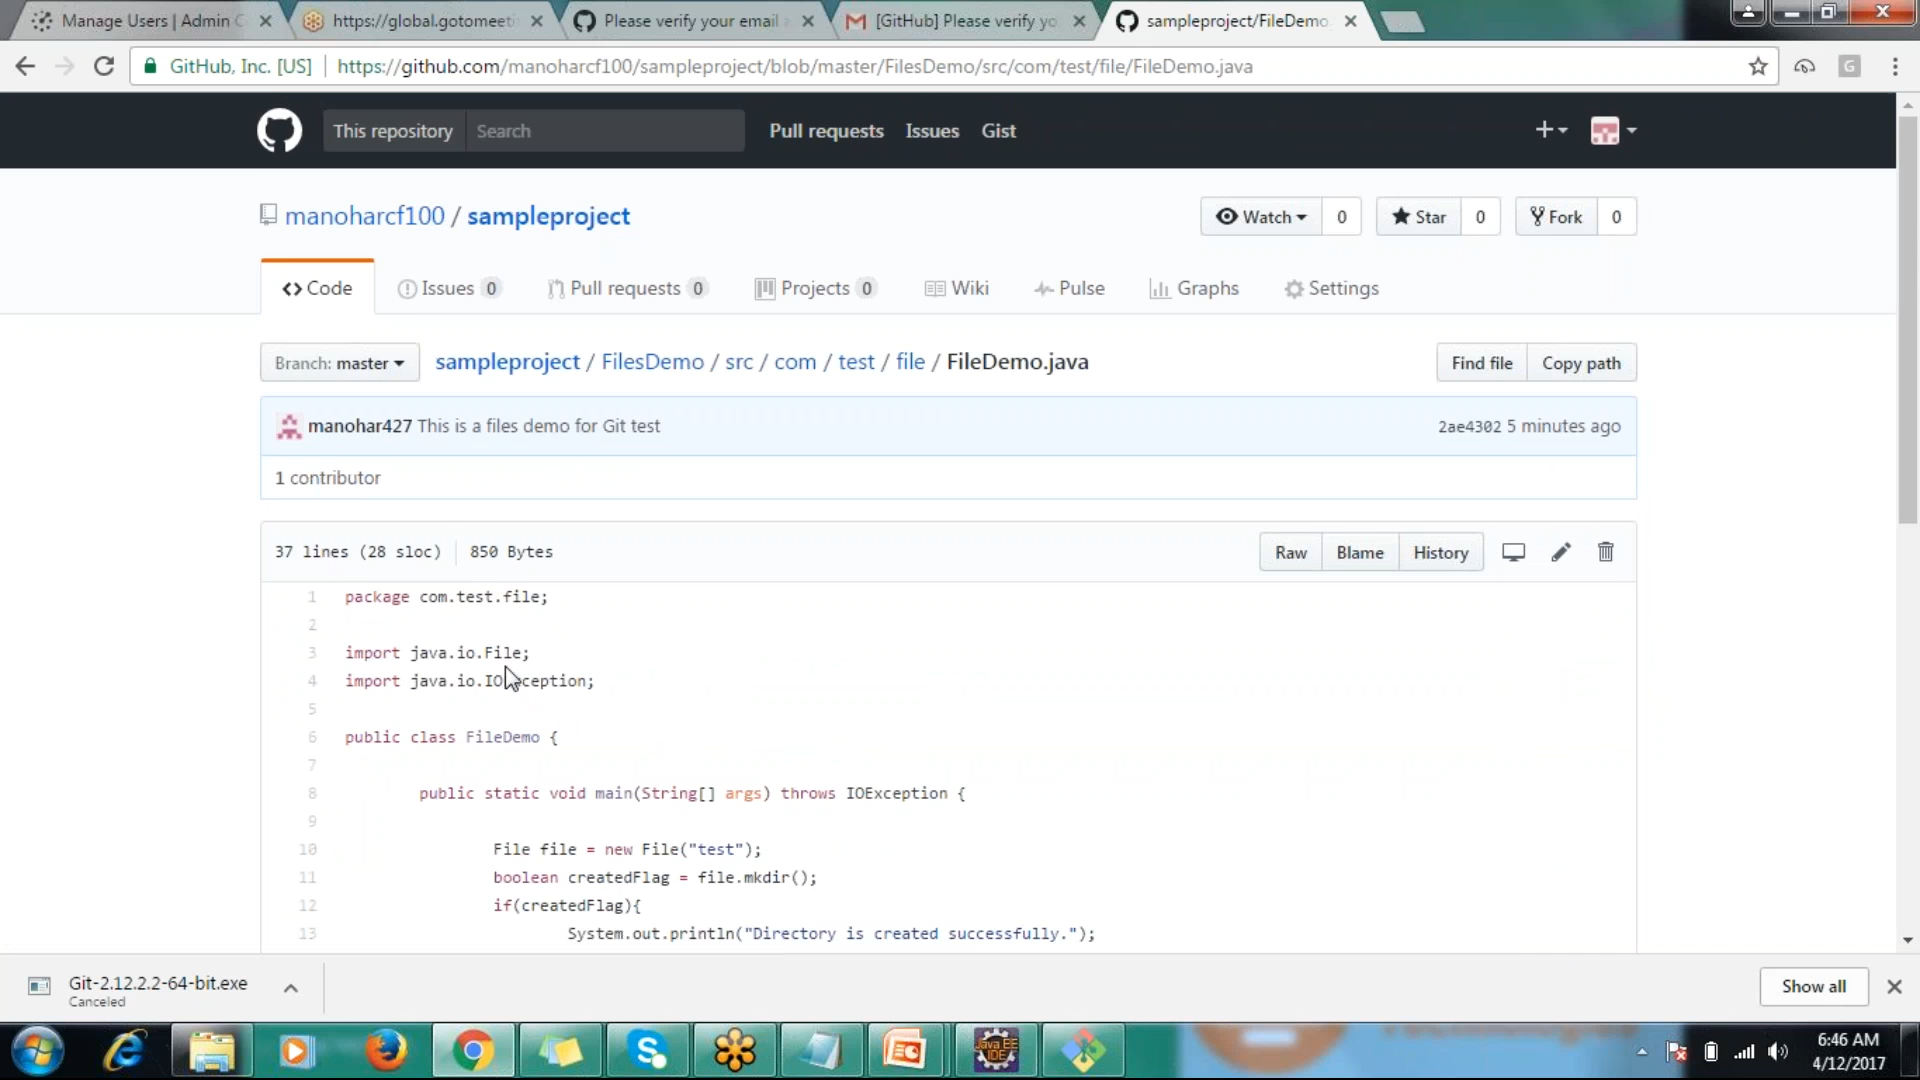 Manage Users | Admin C
https://global.gotomeeti
Please verify your email a
[GitHub] Please verify yo
sampleproject/FileDemo.
GitHub, Inc. [US]
https://github.com/manoharcf100/sampleproject/blob/master/FilesDemo/src/com/test/file/FileDemo.java
G
This repository Search Pull requests Issues Gist
manoharcf100 / sampleproject
Watch 0 Star 0 Fork 0
Code Issues 0 Pull requests 0 Projects 0 Wiki Pulse Graphs Settings
Branch: master sampleproject / FilesDemo / src / com / test / file / FileDemo.java Find file Copy path
manohar427 This is a files demo for Git test 2ae4302 5 minutes ago
1 contributor
37 lines (28 sloc) 850 Bytes Raw Blame History
1 package com.test.file;
2
3 import java.io.File;
4 import java.io.IOException;
5
6 public class FileDemo {
7
8 public static void main(String[] args) throws IOException {
9
10 File file = new File("test");
11 boolean createdFlag = file.mkdir();
12 if(createdFlag){
13 System.out.println("Directory is created successfully.");
Git-2.12.2.2-64-bit.exe
Canceled
Show all
Java EE
IDE
6:46 AM
4/12/2017